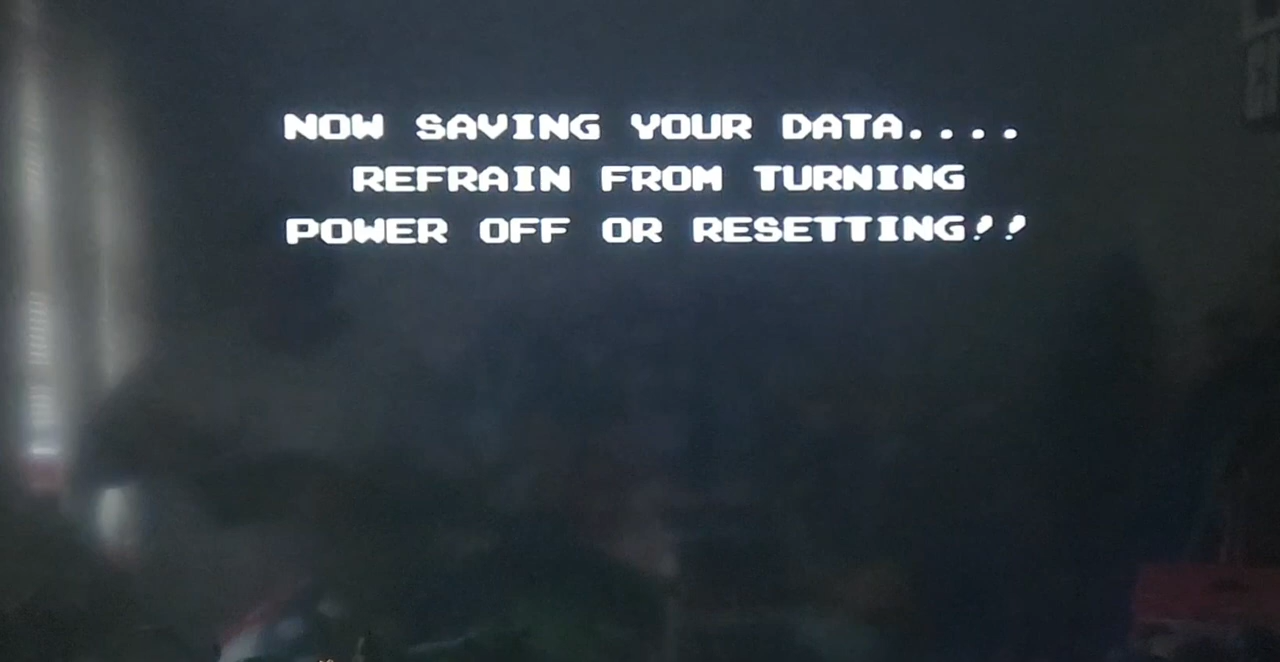 NOW SAVING YOUR DATA....
REFRAIN FROM TURNING
POWER OFF OR RESETTING!!